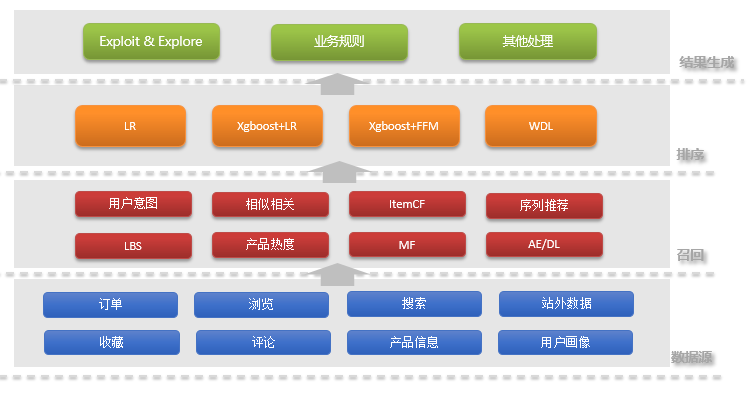 Exploit & Explore
业务规则
其他处理
结果生成
LR
Xgboost+LR
Xgboost+FFM
WDL
排序
用户意图
相似相关
ItemCF
序列推荐
LBS
产品热度
MF
AE/DL
召回
订单
浏览
搜索
站外数据
收藏
评论
产品信息
用户画像
数据源